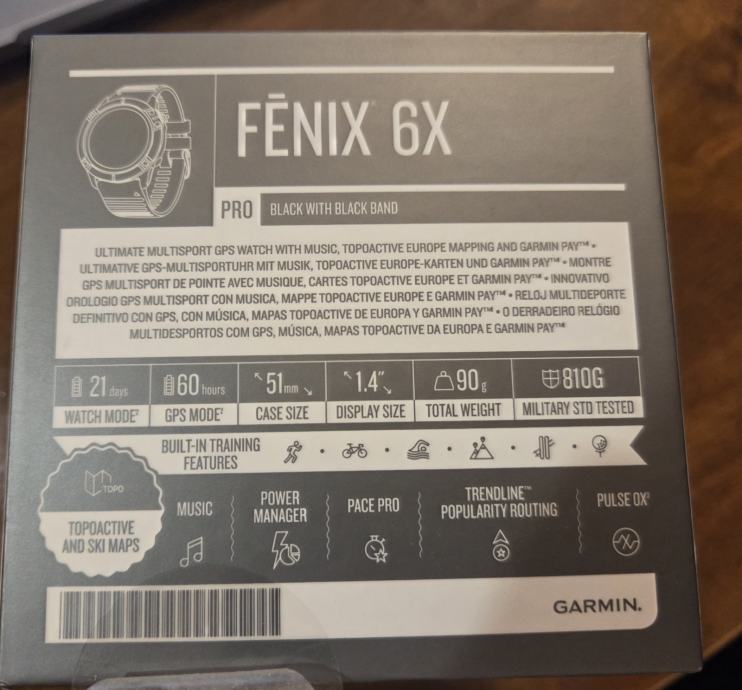 FĒNIX® 6X
PRO BLACK WITH BLACK BAND
ULTIMATE MULTISPORT GPS WATCH WITH MUSIC, TOPOACTIVE EUROPE MAPPING AND GARMIN PAY™ •
ULTIMATIVE GPS-MULTISPORTUHR MIT MUSIK, TOPOACTIVE EUROPE-KARTEN UND GARMIN PAY™ • MONTRE
GPS MULTISPORT DE POINTE AVEC MUSIQUE, CARTES TOPOACTIVE EUROPE ET GARMIN PAY™ • INNOVATIVO
OROLOGIO GPS MULTISPORT CON MUSICA, MAPPE TOPOACTIVE EUROPE E GARMIN PAY™ • RELOJ MULTIDEPORTE
DEFINITIVO CON GPS, CON MÚSICA, MAPAS TOPOACTIVE DE EUROPA Y GARMIN PAY™ • O DERRADEIRO RELÓGIO
MULTIDESPORTOS COM GPS, MÚSICA, MAPAS TOPOACTIVE DA EUROPA E GARMIN PAY™
21 days 60 hours 51mm 1.4" 90g 810G
WATCH MODE† GPS MODE† CASE SIZE DISPLAY SIZE TOTAL WEIGHT MILITARY STD TESTED
BUILT-IN TRAINING
FEATURES
TOPO
TOPOACTIVE
AND SKI MAPS
MUSIC
POWER
MANAGER
PACE PRO
TRENDLINE™
POPULARITY ROUTING
PULSE OX²
GARMIN.